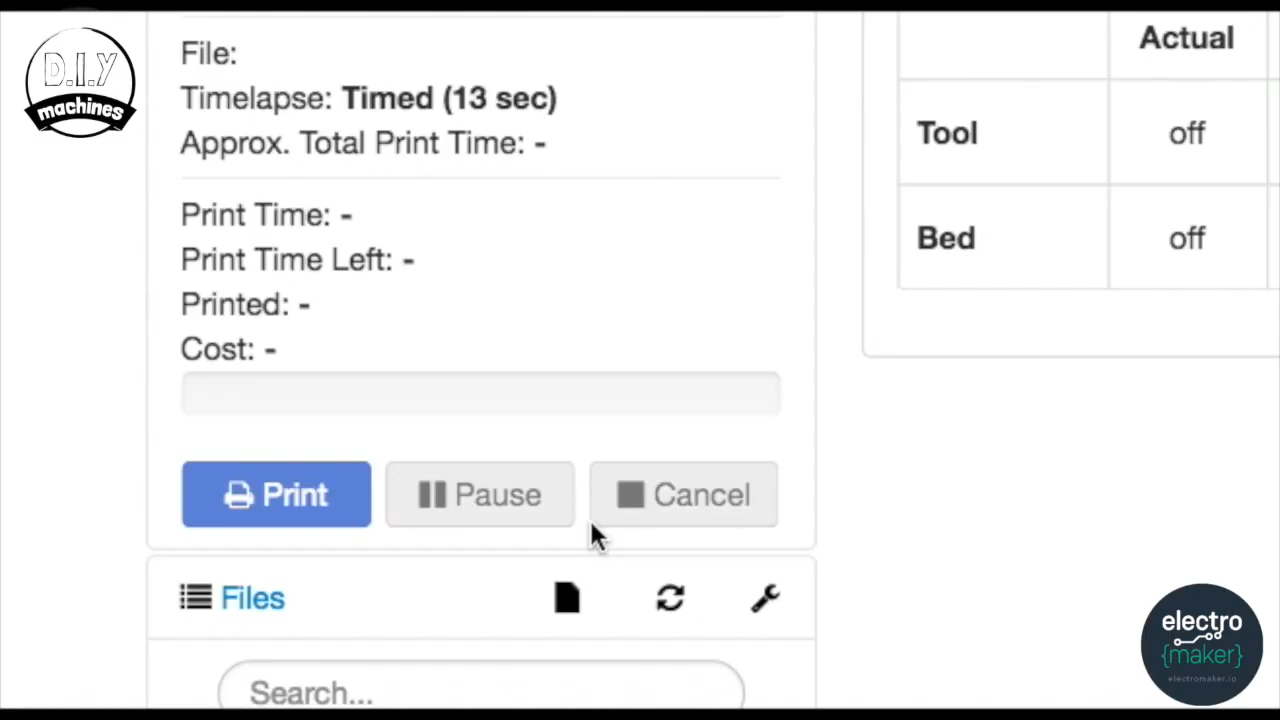 D.I.Y
machines
File:
Timelapse: Timed (13 sec)
Approx. Total Print Time: -
Print Time: -
Print Time Left: -
Printed: -
Cost: -
Print Pause Cancel
Files
Search...
Actual
Tool off
Bed off
electro
{maker}
electromaker.io